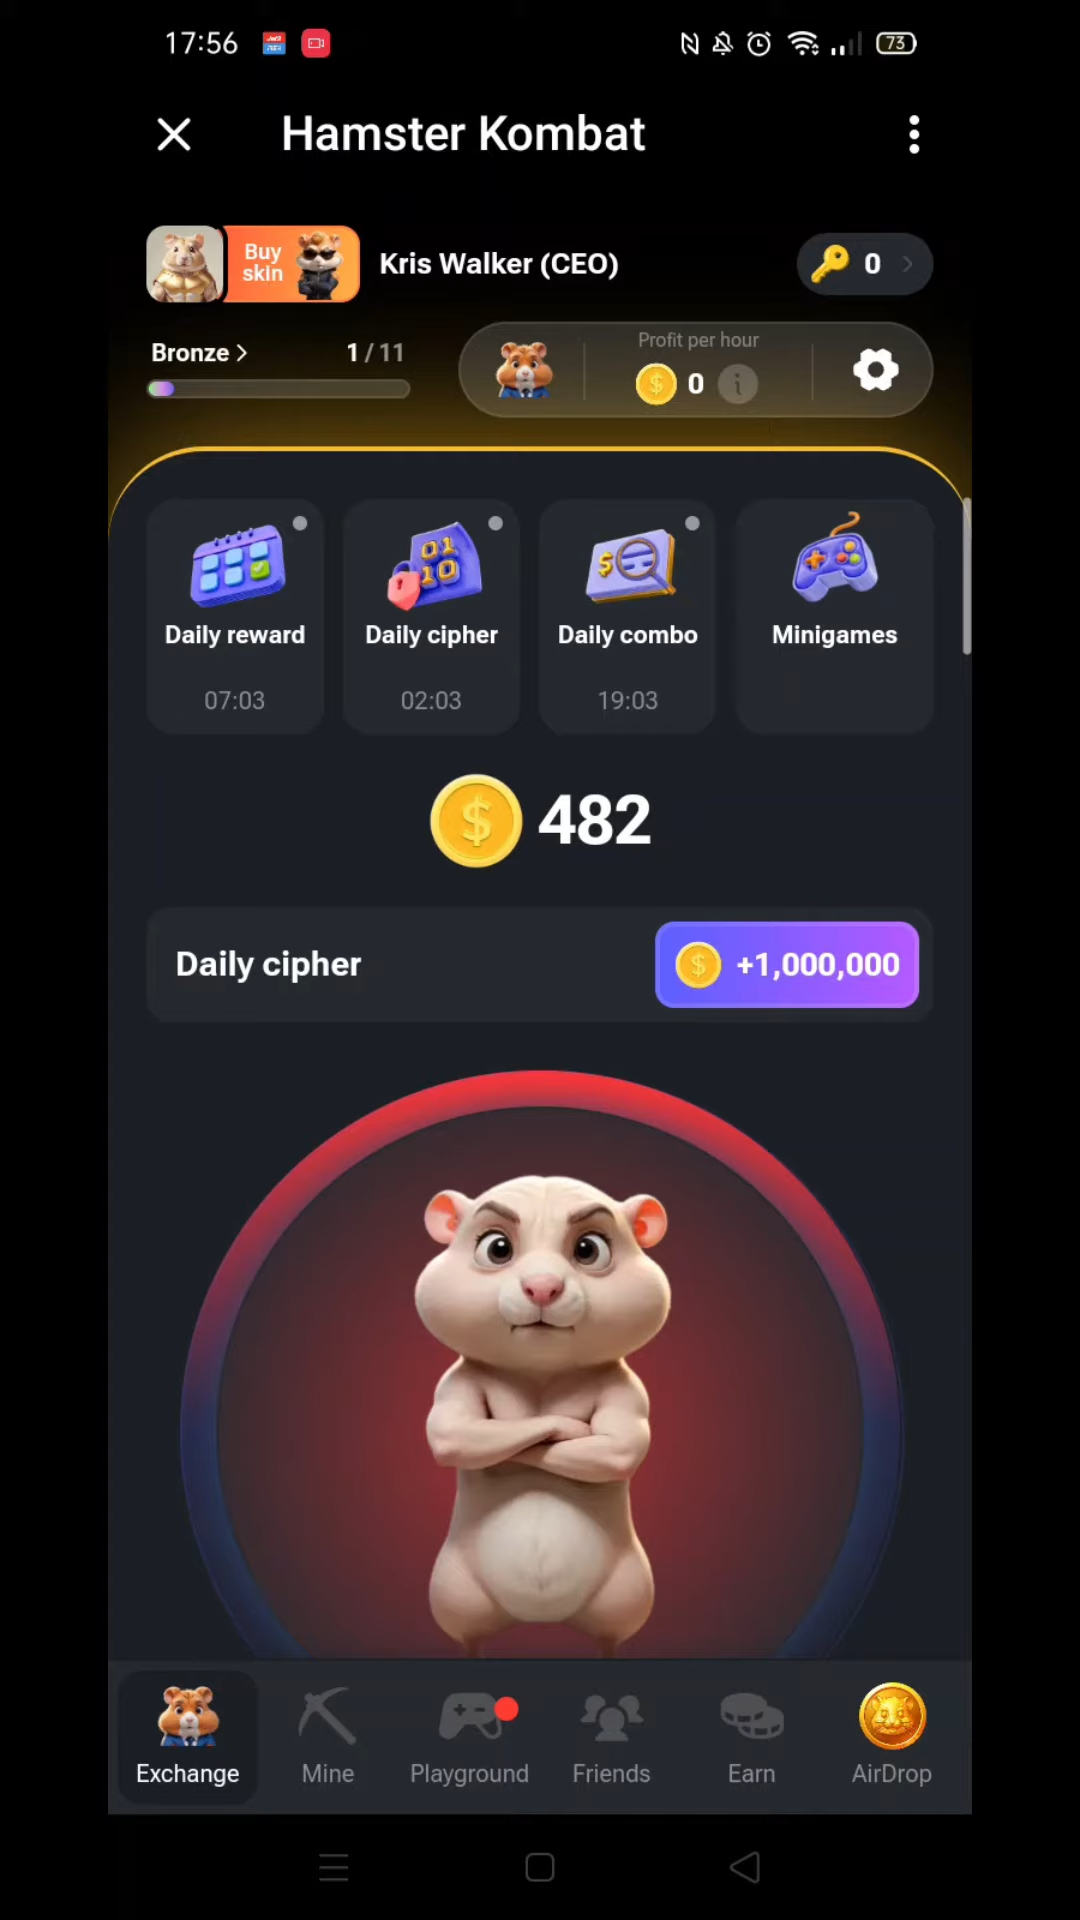 17:56
73
Hamster Kombat
Buy
skin
Kris Walker (CEO)
0
Bronze
1 / 11
Profit per hour
0
Daily reward
Daily cipher
Daily combo
Minigames
07:03
02:03
19:03
482
Daily cipher
+1,000,000
Exchange
Mine
Playground
Friends
Earn
AirDrop